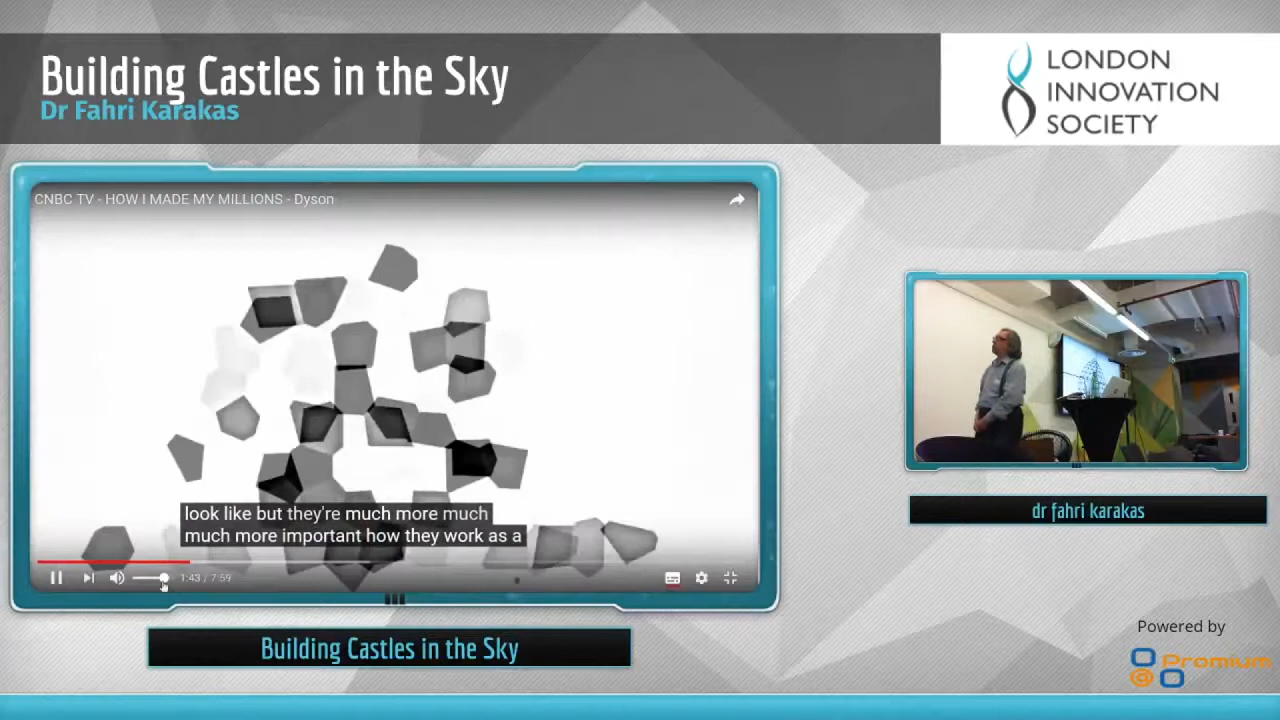 Building Castles in the Sky
Dr Fahri Karakas
LONDON
INNOVATION
SOCIETY
CNBC TV - HOW I MADE MY MILLIONS - Dyson
look like but they're much more much
much more important how they work as a
1:43 / 7:59
dr fahri karakas
Building Castles in the Sky
Powered by
Promium